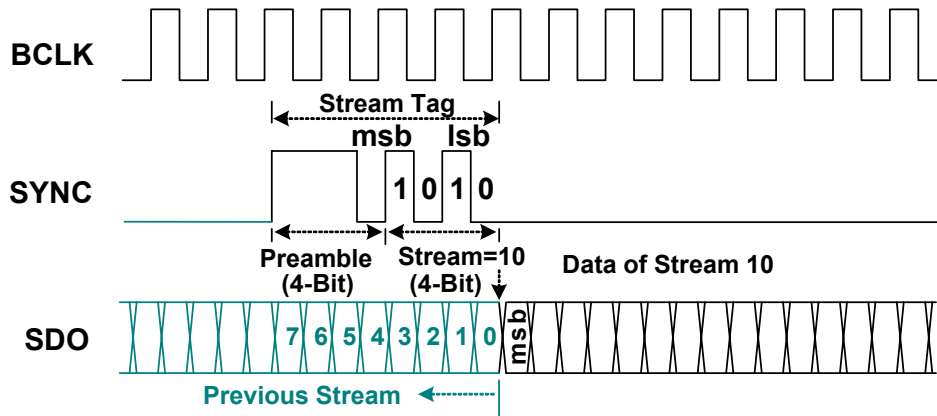 BCLK
Stream Tag
msb lsb
SYNC
1 0 1 0
Preamble
(4-Bit)
Stream=10
(4-Bit)
Data of Stream 10
SDO
7 6 5 4 3 2 1 0
msb
Previous Stream